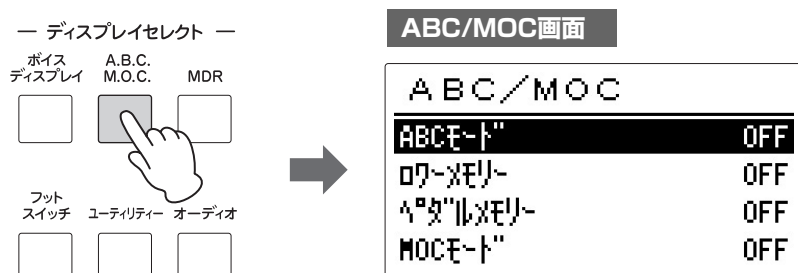 — ディスプレイセレクト —
ボイス
ディスプレイ
A.B.C.
M.O.C.
MDR
フット
スイッチ
ユーティリティー
オーディオ
ABC/MOC画面
ABC/MOC
ABCモード OFF
ロワーメモリー OFF
ペダルメモリー OFF
MOCモード OFF